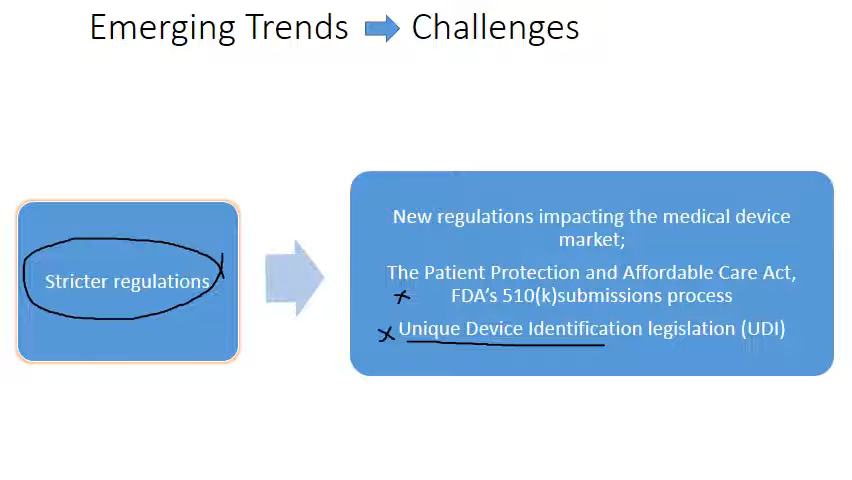 Emerging Trends Challenges
Stricter regulations
New regulations impacting the medical device
market;
The Patient Protection and Affordable Care Act,
FDA's 510(k)submissions process
Unique Device Identification legislation (UDI)